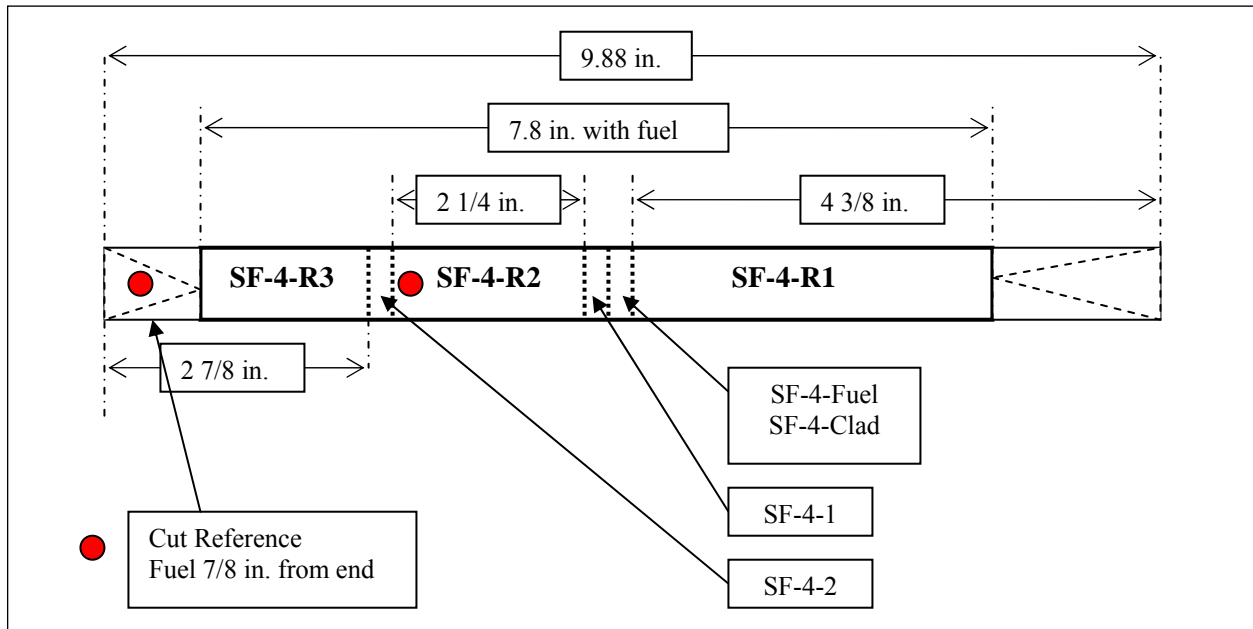 9.88 in.
7.8 in. with fuel
2 1/4 in.
4 3/8 in.
SF-4-R3
SF-4-R2
SF-4-R1
2 7/8 in.
SF-4-Fuel
SF-4-Clad
SF-4-1
Cut Reference
Fuel 7/8 in. from end
SF-4-2